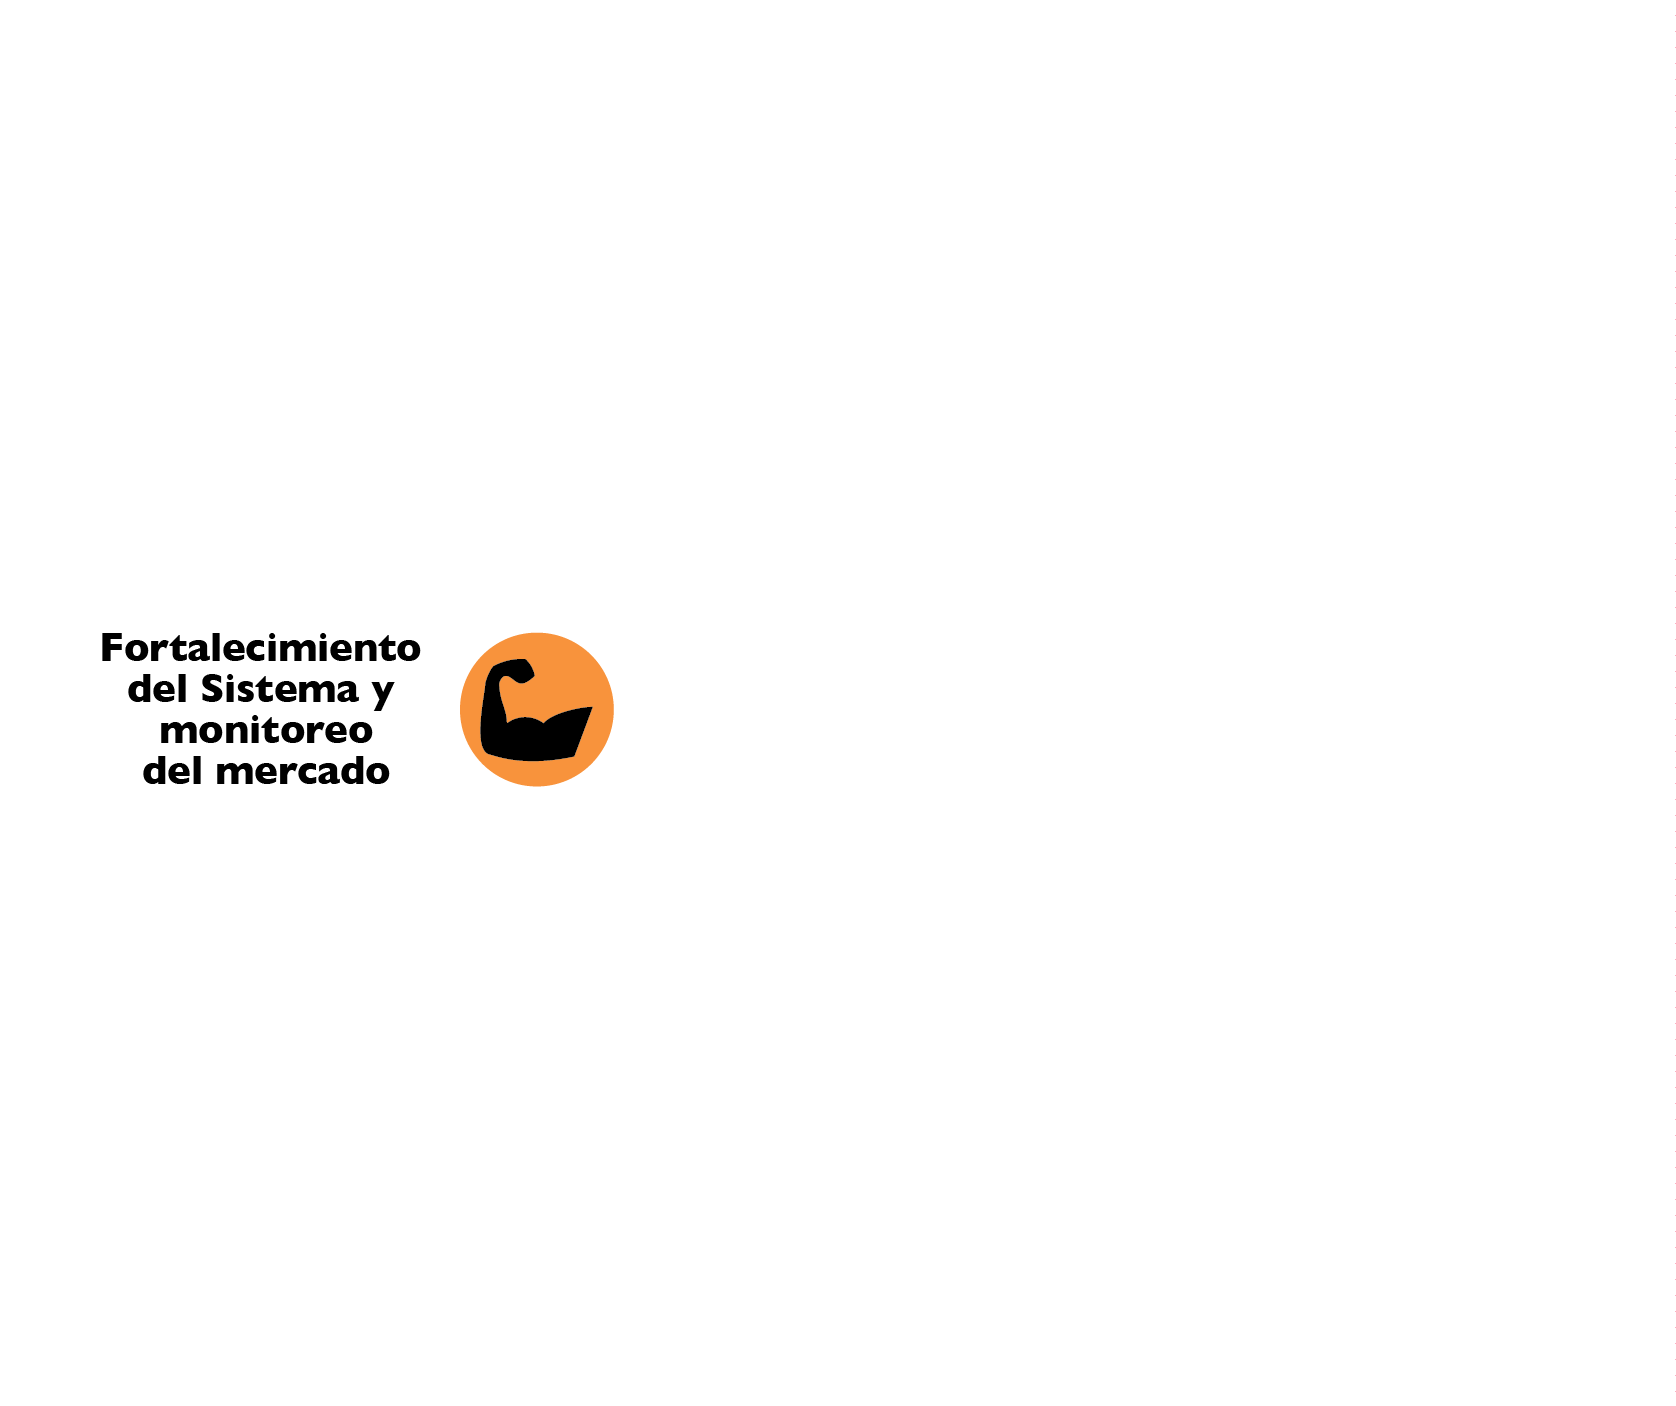 Fortalecimiento
del Sistema y
monitoreo
del mercado